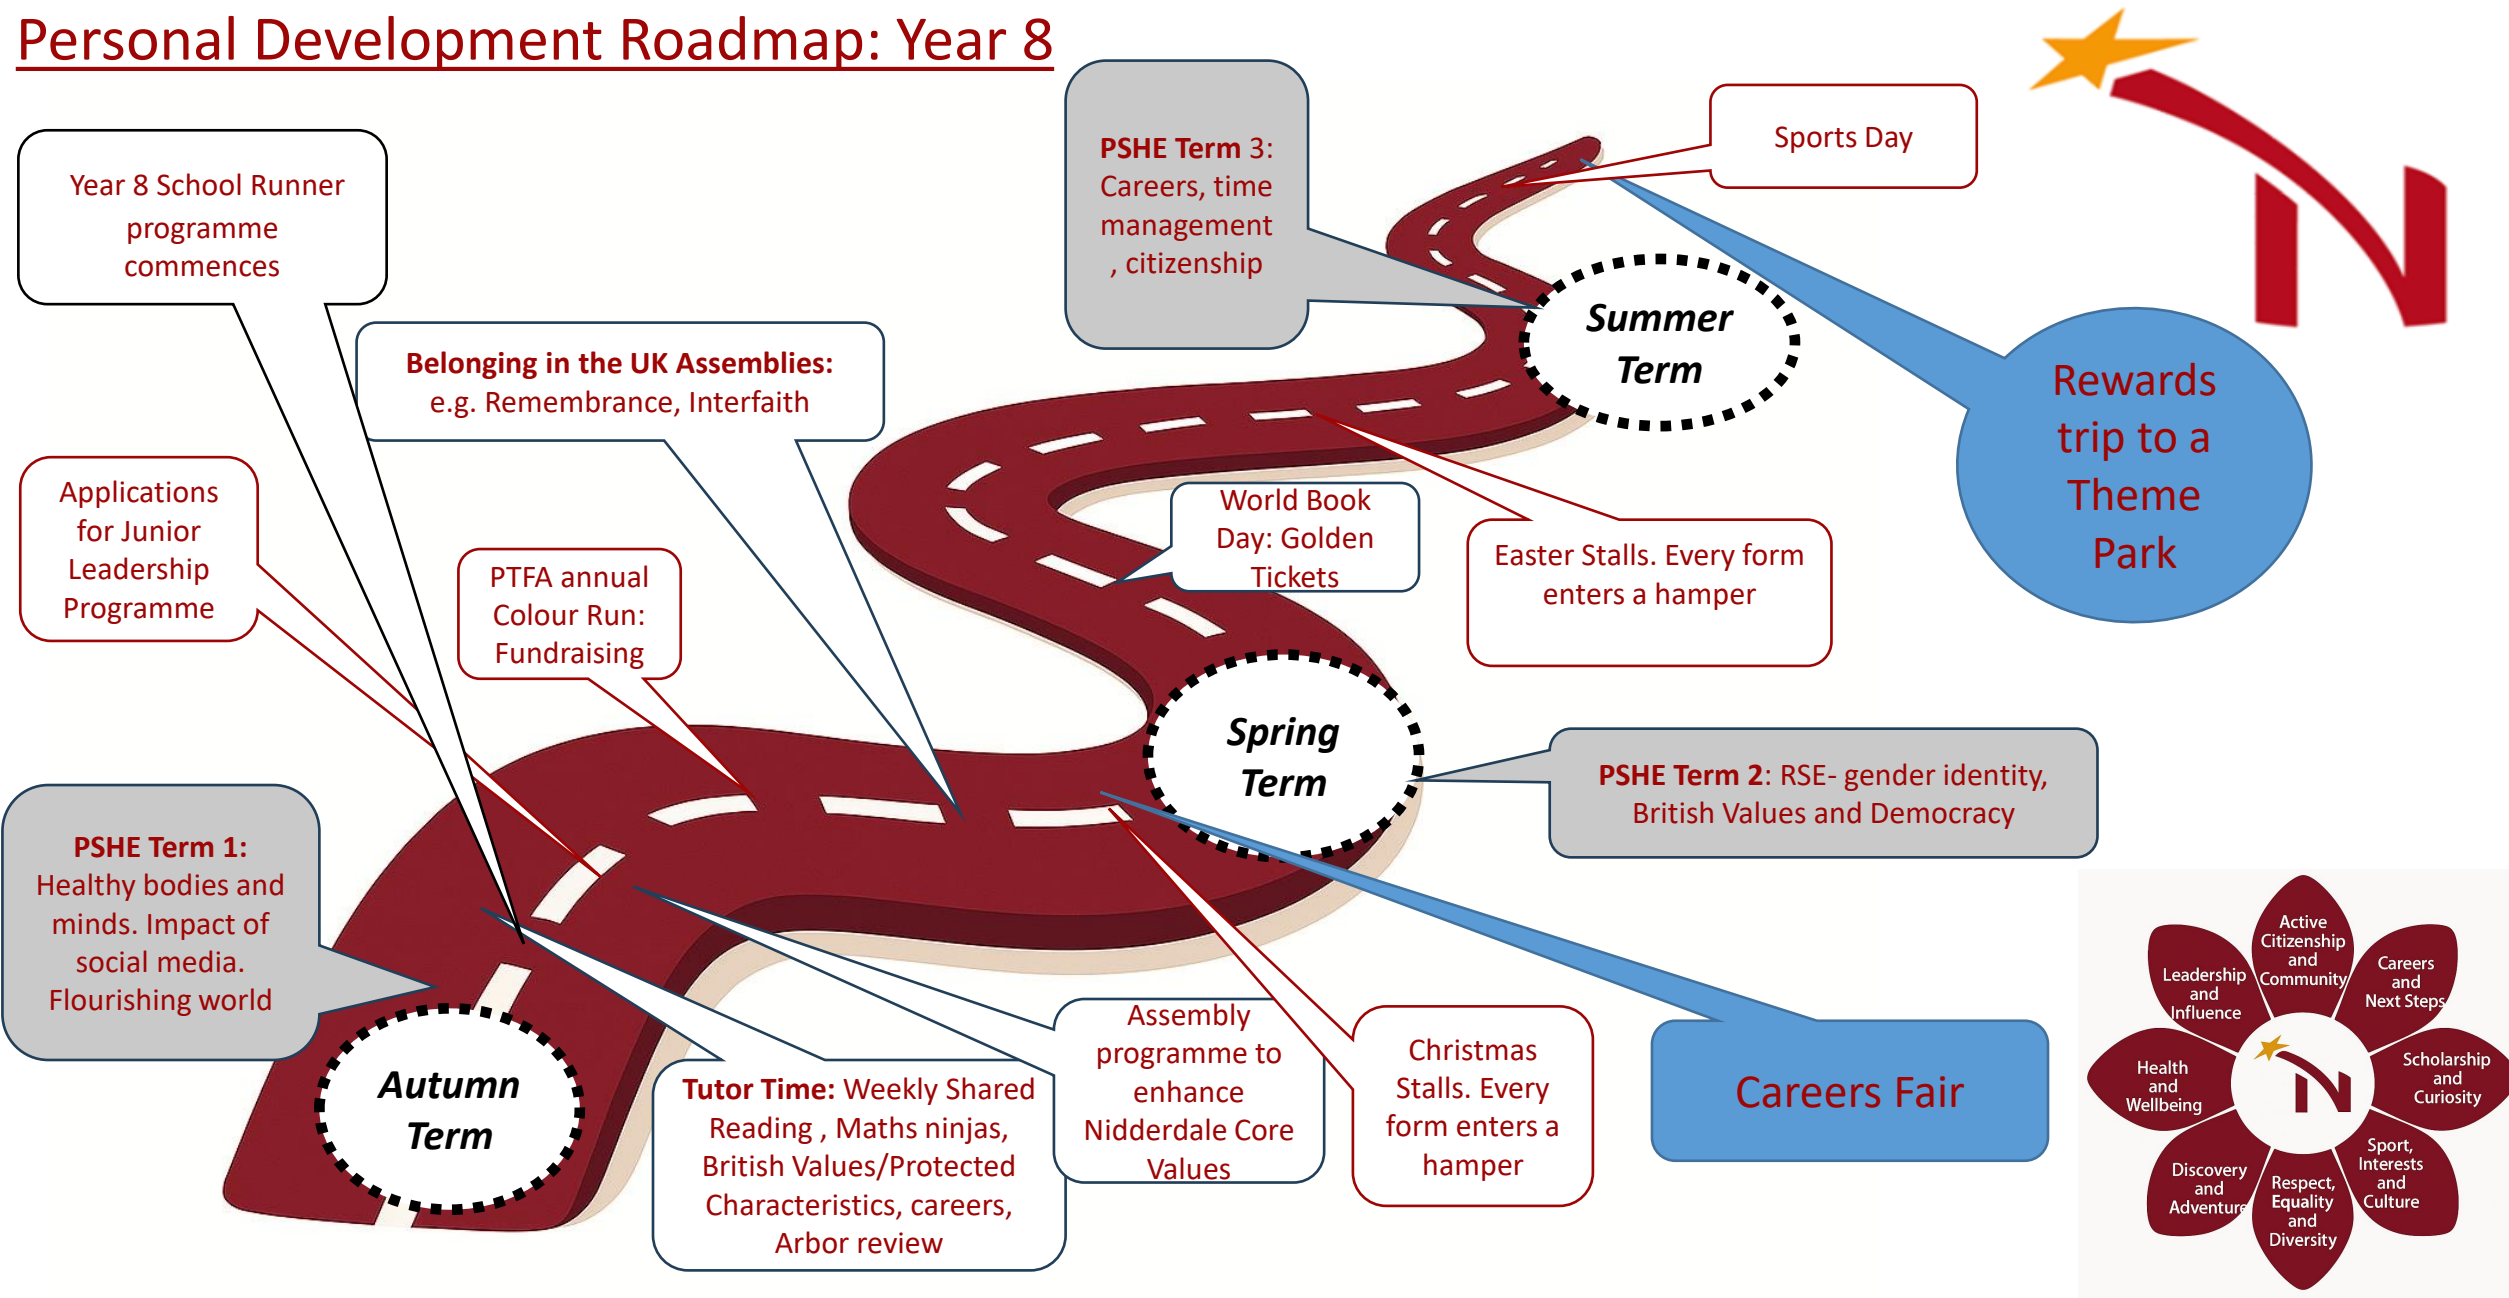 Personal Development Roadmap: Year 8
Year 8 School Runner
programme
commences
PSHE Term 3:
Careers, time
management
, citizenship
Sports Day
Belonging in the UK Assemblies:
e.g. Remembrance, Interfaith
Summer
Term
Rewards
trip to a
Theme
Park
Applications
for Junior
Leadership
Programme
PTFA annual
Colour Run:
Fundraising
World Book
Day: Golden
Tickets
Easter Stalls. Every form
enters a hamper
Spring
Term
PSHE Term 2: RSE- gender identity,
British Values and Democracy
PSHE Term 1:
Healthy bodies and
minds. Impact of
social media.
Flourishing world
Autumn
Term
Tutor Time: Weekly Shared
Reading , Maths ninjas,
British Values/Protected
Characteristics, careers,
Arbor review
Assembly
programme to
enhance
Nidderdale Core
Values
Christmas
Stalls. Every
form enters a
hamper
Careers Fair
Active
Citizenship
and
Community
Careers
and
Next Steps
Scholarship
and
Curiosity
Sport,
Interests
and
Culture
Respect,
Equality
and
Diversity
Discovery
and
Adventure
Health
and
Wellbeing
Leadership
and
Influence